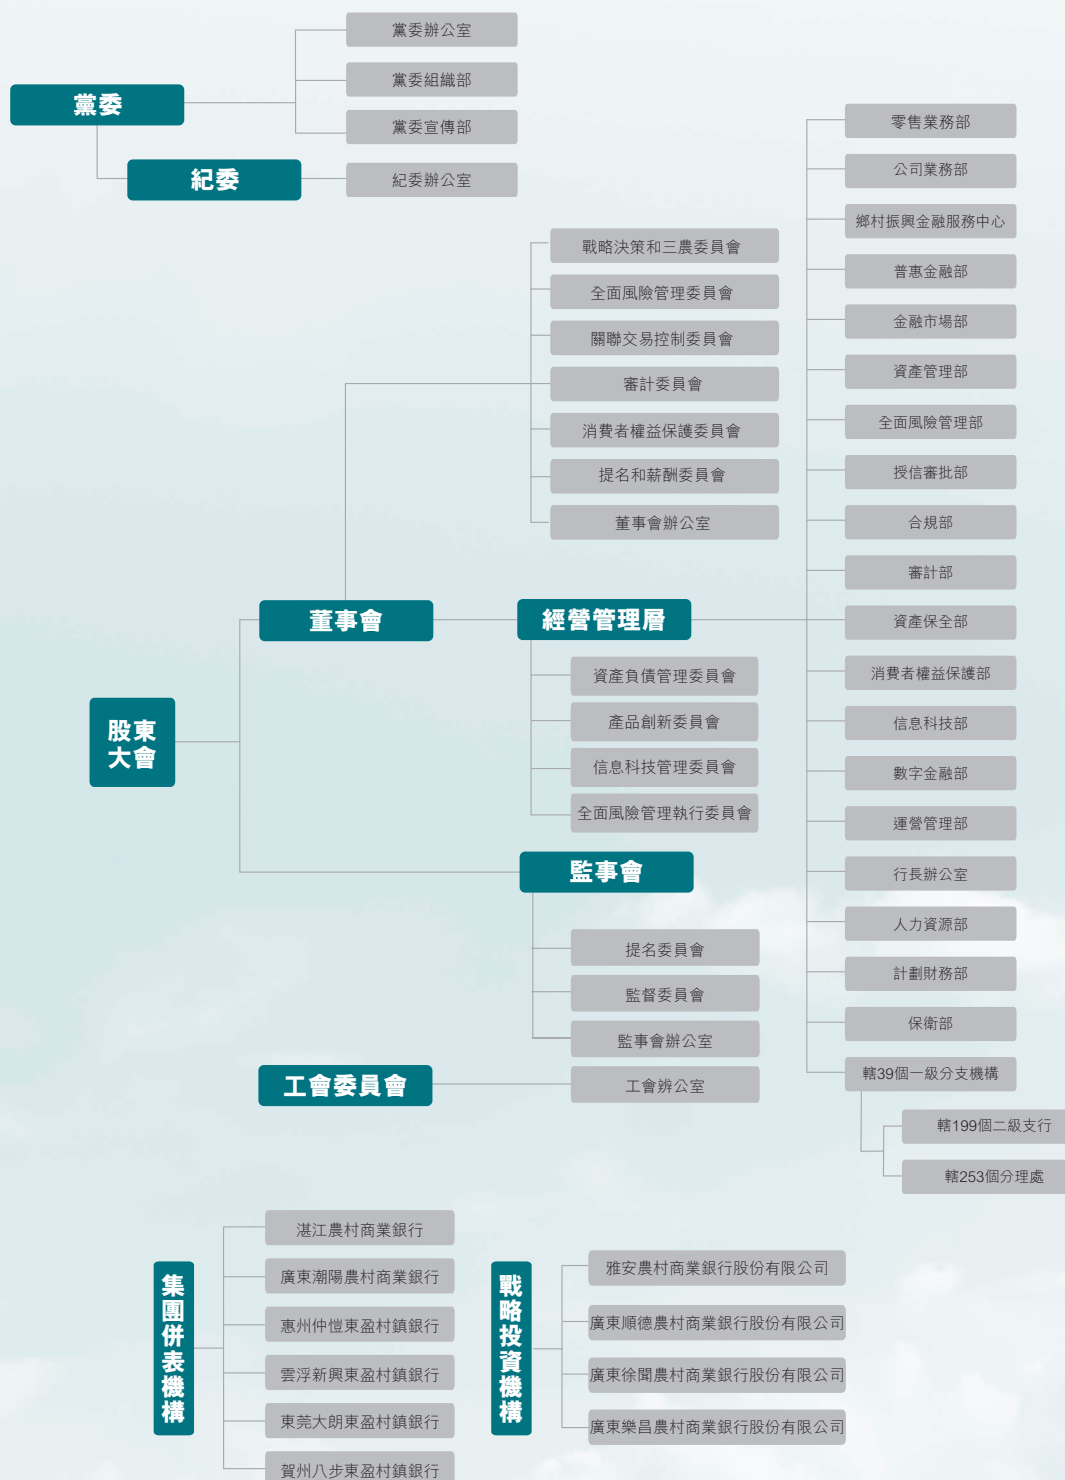 黨委
黨委辦公室
黨委組織部
黨委宣傳部
紀委
紀委辦公室
股東
大會
董事會
戰略決策和三農委員會
全面風險管理委員會
關聯交易控制委員會
審計委員會
消費者權益保護委員會
提名和薪酬委員會
董事會辦公室
經營管理層
資產負債管理委員會
產品創新委員會
信息科技管理委員會
全面風險管理執行委員會
零售業務部
公司業務部
鄉村振興金融服務中心
普惠金融部
金融市場部
資產管理部
全面風險管理部
授信審批部
合規部
審計部
資產保全部
消費者權益保護部
信息科技部
數字金融部
運營管理部
行長辦公室
人力資源部
計劃財務部
保衛部
轄39個一級分支機構
轄199個二級支行
轄253個分理處
監事會
提名委員會
監督委員會
監事會辦公室
工會委員會
工會辨公室
集團併表機構
湛江農村商業銀行
廣東潮陽農村商業銀行
惠州仲愷東盈村鎮銀行
雲浮新興東盈村鎮銀行
東莞大朗東盈村鎮銀行
賀州八步東盈村鎮銀行
戰略投資機構
雅安農村商業銀行股份有限公司
廣東順德農村商業銀行股份有限公司
廣東徐聞農村商業銀行股份有限公司
廣東樂昌農村商業銀行股份有限公司